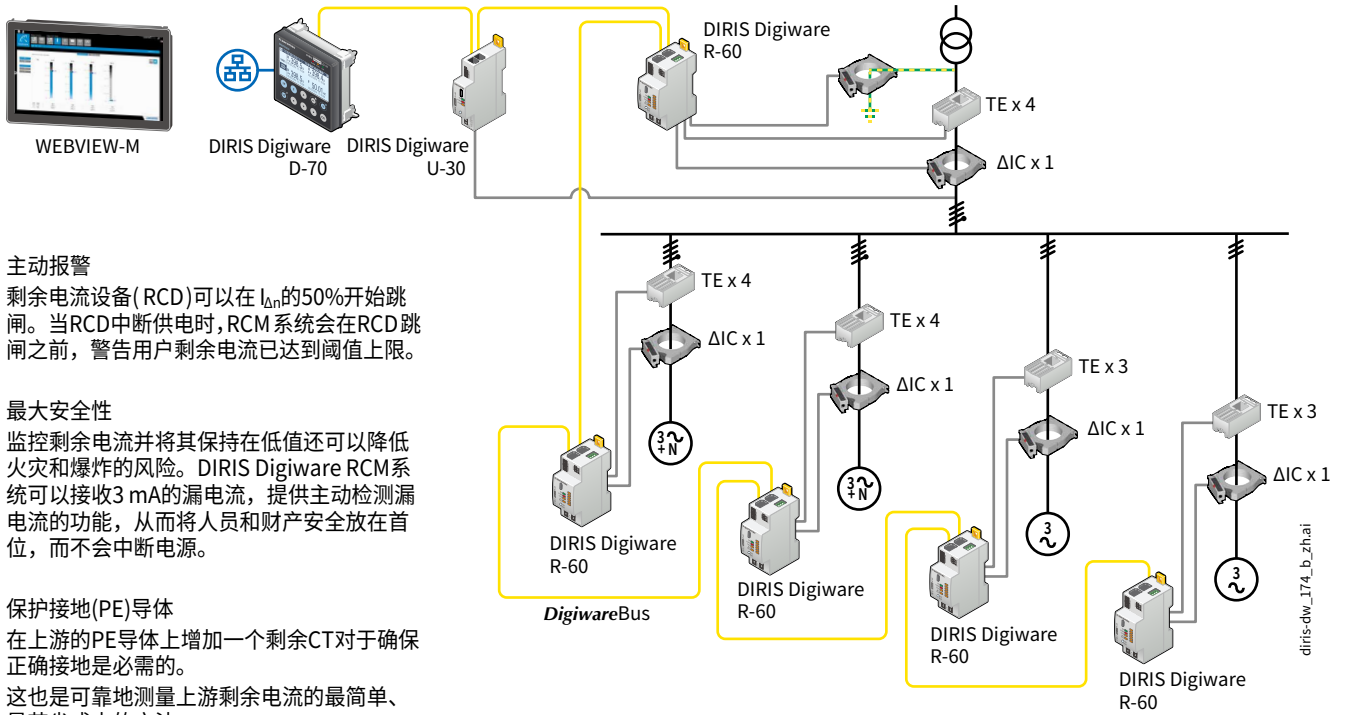 WEBVIEW-M
DIRIS Digiware
D-70
DIRIS Digiware
U-30
DIRIS Digiware
R-60
TE x 4
ΔIC x 1
主动报警
剩余电流设备( RCD)可以在 IΔn的50%开始跳
闸。当RCD中断供电时，RCM 系统会在RCD 跳
闸之前，警告用户剩余电流已达到阈值上限。
最大安全性
监控剩余电流并将其保持在低值还可以降低
火灾和爆炸的风险。DIRIS Digiware RCM系
统可以接收3 mA的漏电流，提供主动检测漏
电流的功能，从而将人员和财产安全放在首
位，而不会中断电源。
保护接地(PE)导体
在上游的PE导体上增加一个剩余CT对于确保
正确接地是必需的。
这也是可靠地测量上游剩余电流的最简单、
TE x 4
ΔIC x 1
3
+ N
DIRIS Digiware
R-60
DigiwareBus
TE x 4
ΔIC x 1
3
+ N
DIRIS Digiware
R-60
TE x 3
ΔIC x 1
3
DIRIS Digiware
R-60
TE x 3
ΔIC x 1
3
DIRIS Digiware
R-60
diris-dw_174_b_zh.ai